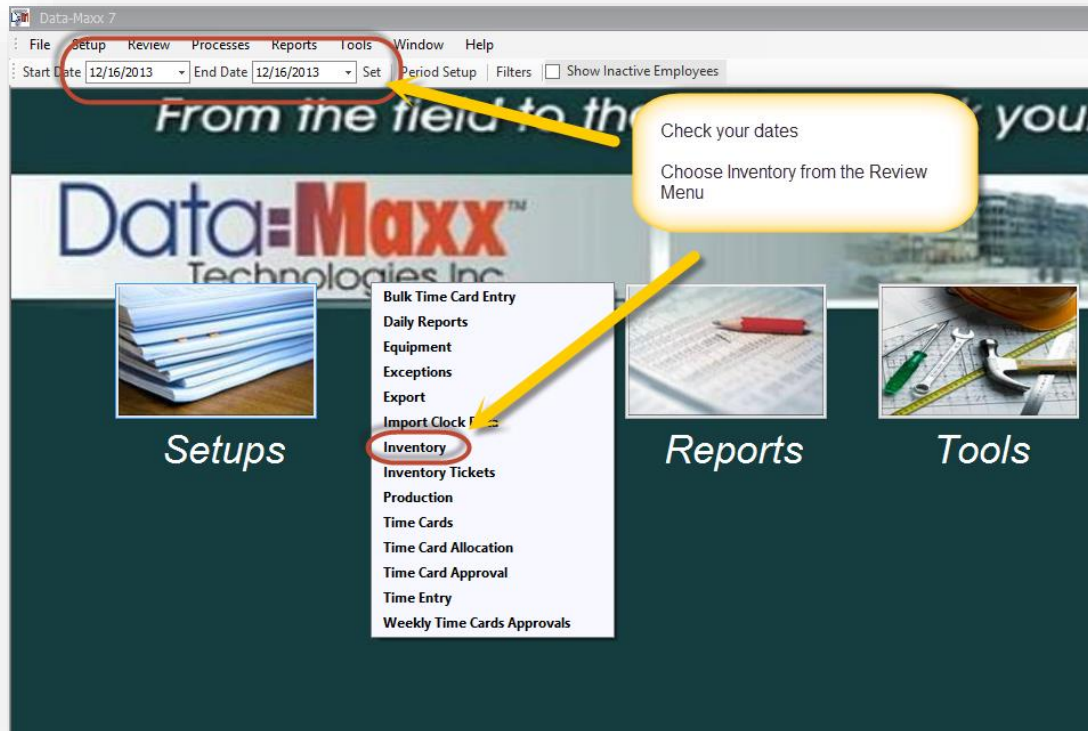 Data-Maxx 7
File Setup Review Processes Reports Tools Window Help
Start Date 12/16/2013 End Date 12/16/2013 Set Period Setup Filters Show Inactive Employees
From the field to the
you
Check your dates
Choose Inventory from the Review
Menu
Data Maxx™
Technologies Inc
Bulk Time Card Entry
Daily Reports
Equipment
Exceptions
Export
Import Clock
Inventory
Inventory Tickets
Production
Time Cards
Time Card Allocation
Time Card Approval
Time Entry
Weekly Time Cards Approvals
Setups
Reports
Tools